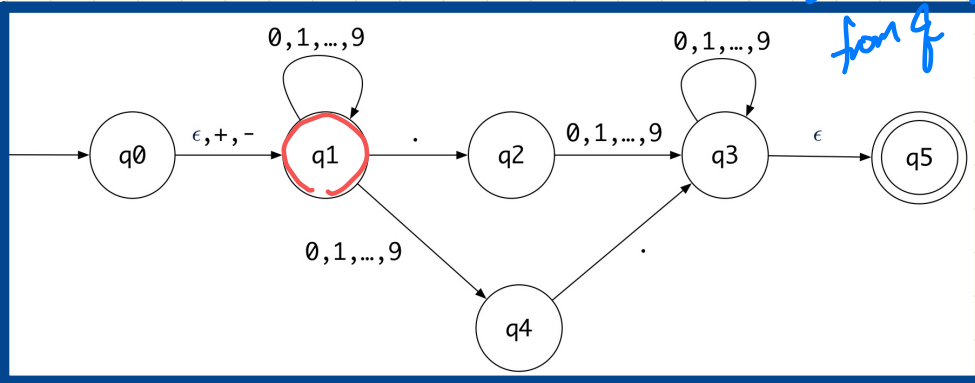 from q
0,1,…,9
0,1,…,9
q0
ϵ,+,-
q1
.
q2
0,1,…,9
q3
ϵ
q5
0,1,…,9
.
q4